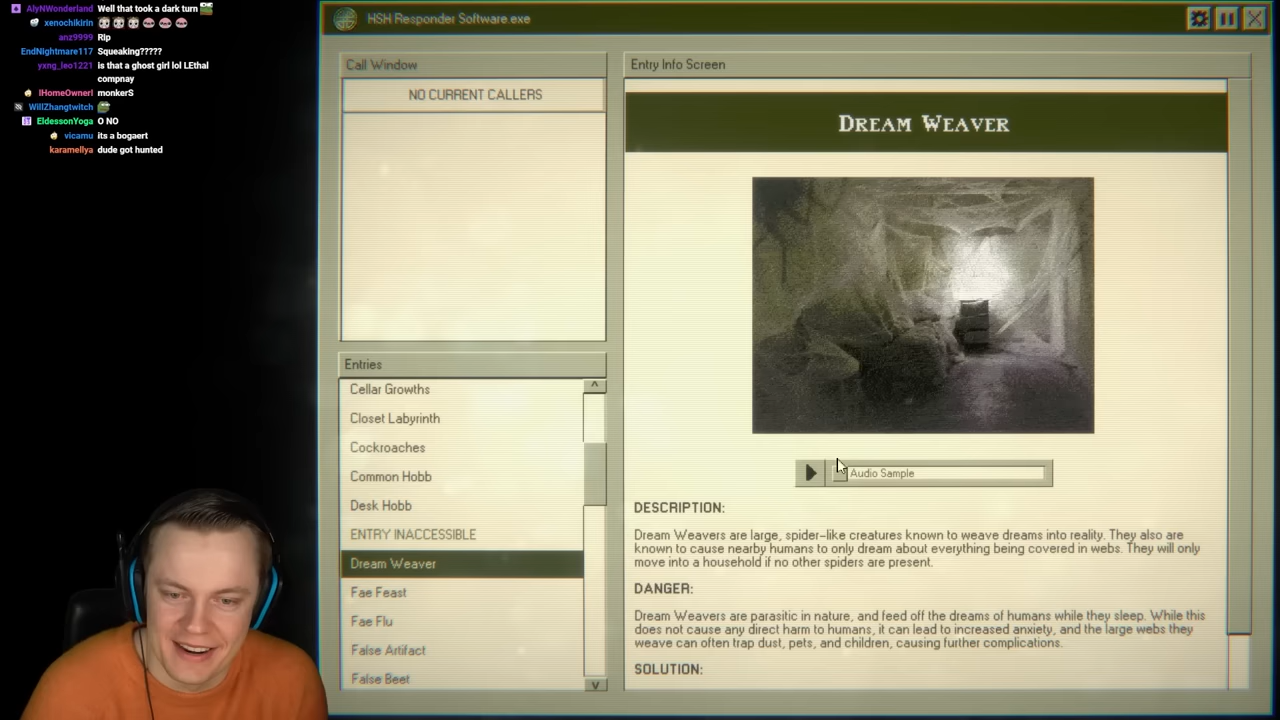 AlyNWonderland Well that took a dark turn
xenochikirin
anz9999 Rip
EndNightmare117 Squeaking?????
yxng_leo1221 is that a ghost girl lol LEthal
compnay
IHomeOwnerI monkerS
WillZhangtwitch
EldessonYoga O NO
vicamu its a bogaert
karamellya dude got hunted
HSH Responder Software.exe
Call Window
NO CURRENT CALLERS
Entries
Cellar Growths
Closet Labyrinth
Cockroaches
Common Hobb
Desk Hobb
ENTRY INACCESSIBLE
Dream Weaver
Fae Feast
Fae Flu
False Artifact
False Beet
Entry Info Screen
DREAM WEAVER
Audio Sample
DESCRIPTION:
Dream Weavers are large, spider-like creatures known to weave dreams into reality. They also are
known to cause nearby humans to only dream about everything being covered in webs. They will only
move into a household if no other spiders are present.
DANGER:
Dream Weavers are parasitic in nature, and feed off the dreams of humans while they sleep. While this
does not cause any direct harm to humans, it can lead to increased anxiety, and the large webs they
weave can often trap dust, pets, and children, causing further complications.
SOLUTION: